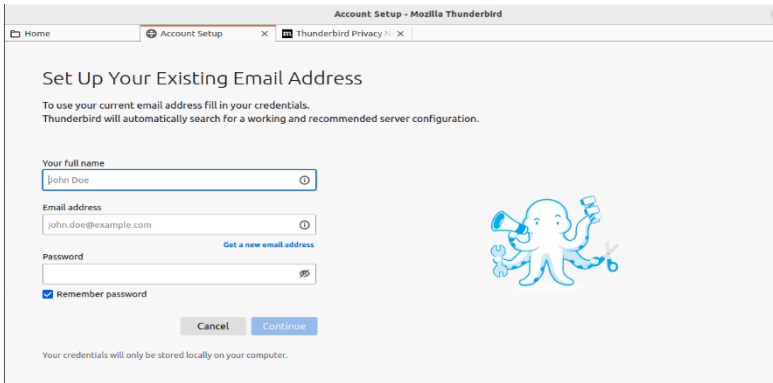 Account Setup - Mozilla Thunderbird
Home
Account Setup
Thunderbird Privacy N
Set Up Your Existing Email Address
To use your current email address fill in your credentials.
Thunderbird will automatically search for a working and recommended server configuration.
Your full name
John Doe
Email address
john.doe@example.com
Get a new email address
Password
Remember password
Cancel Continue
Your credentials will only be stored locally on your computer.